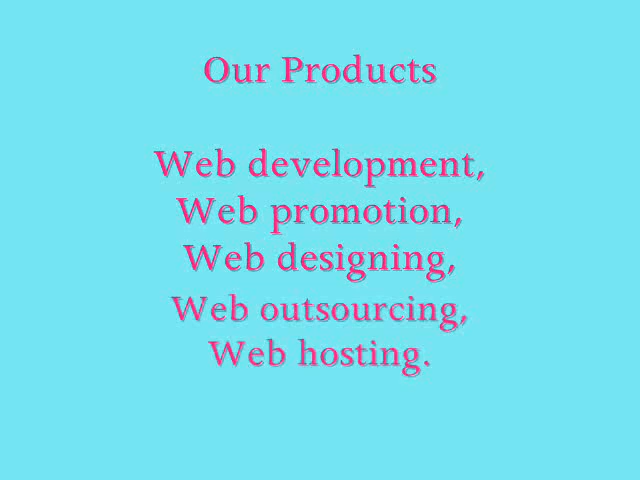 Our Products
Web development,
Web promotion,
Web designing,
Web outsourcing,
Web hosting.